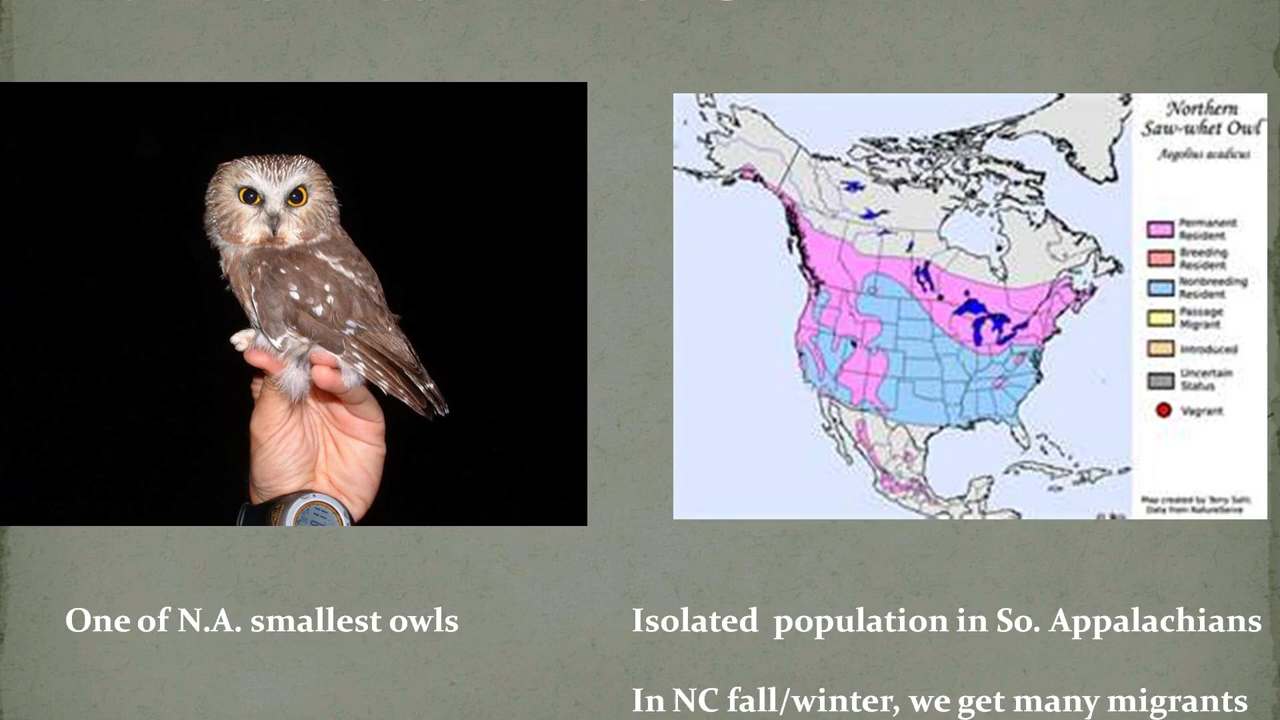 Northern
Saw-whet Owl
Aegolius acadicus
Permanent
Resident
Breeding
Resident
Nonbreeding
Resident
Passage
Migrant
Introduced
Uncertain
Status
Vagrant
Map created by Terry Sohl
Data from NatureServe
One of N.A. smallest owls
Isolated population in So. Appalachians
In NC fall/winter, we get many migrants